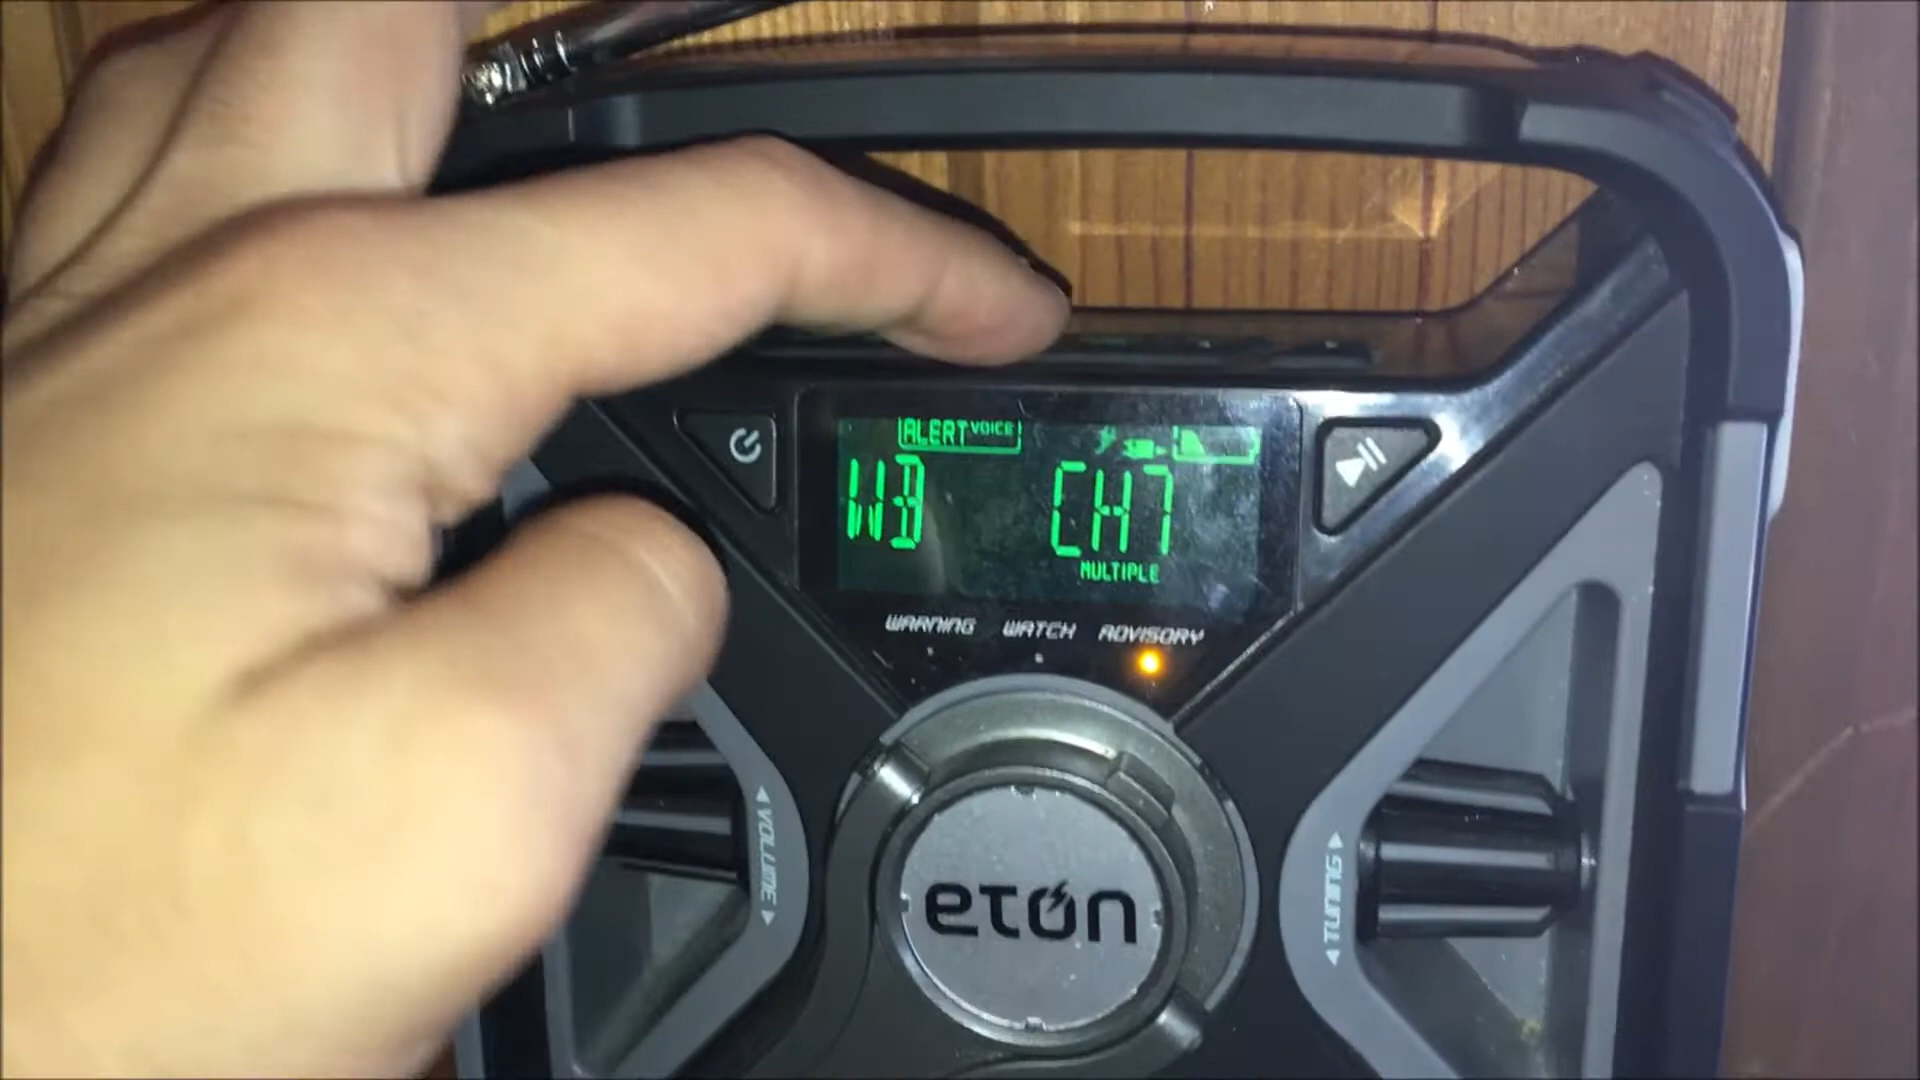 ALERT VOICE
WB CH7
MULTIPLE
WARNING WATCH ADVISORY
VOLUME
TUNING
etón